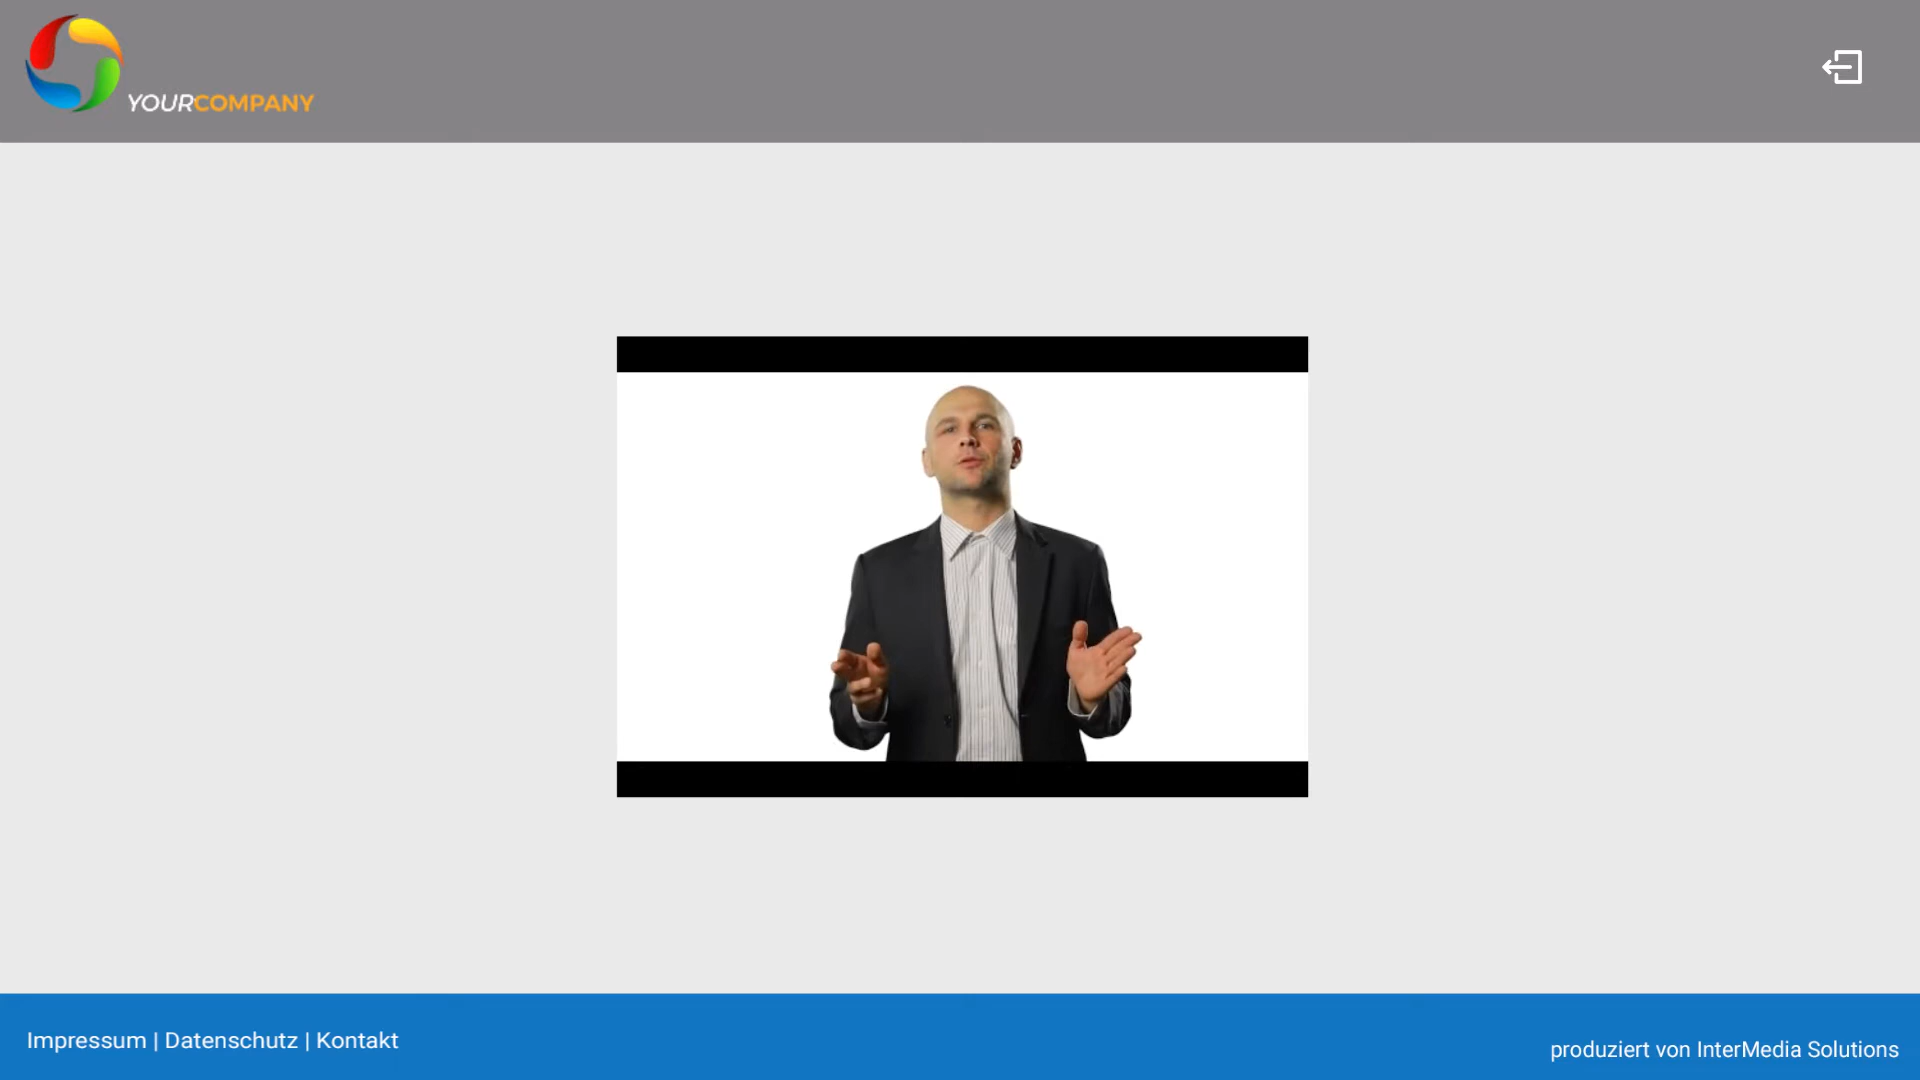 YOURCOMPANY
Impressum | Datenschutz | Kontakt
produziert von InterMedia Solutions